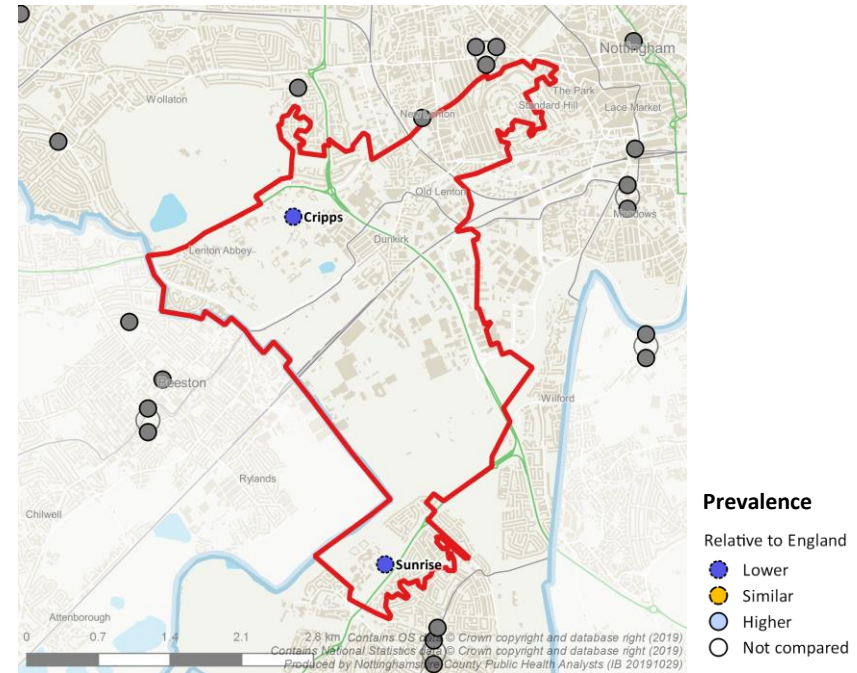 Nottingham
Wollaton
The Park
Standard Hill
Lace Market
New Lenton
Old Lenton
Meadows
Cripps
Dunkirk
Lenton Abbey
Beeston
Wilford
Rylands
Chilwell
Sunrise
Attenborough
0 0.7 1.4 2.1 2.8 km
Contains OS data © Crown copyright and database right (2019)
Contains National Statistics data © Crown copyright and database right (2019)
Produced by Nottinghamshire County Public Health Analysts (IB 20191029)
Prevalence
Relative to England
Lower
Similar
Higher
Not compared